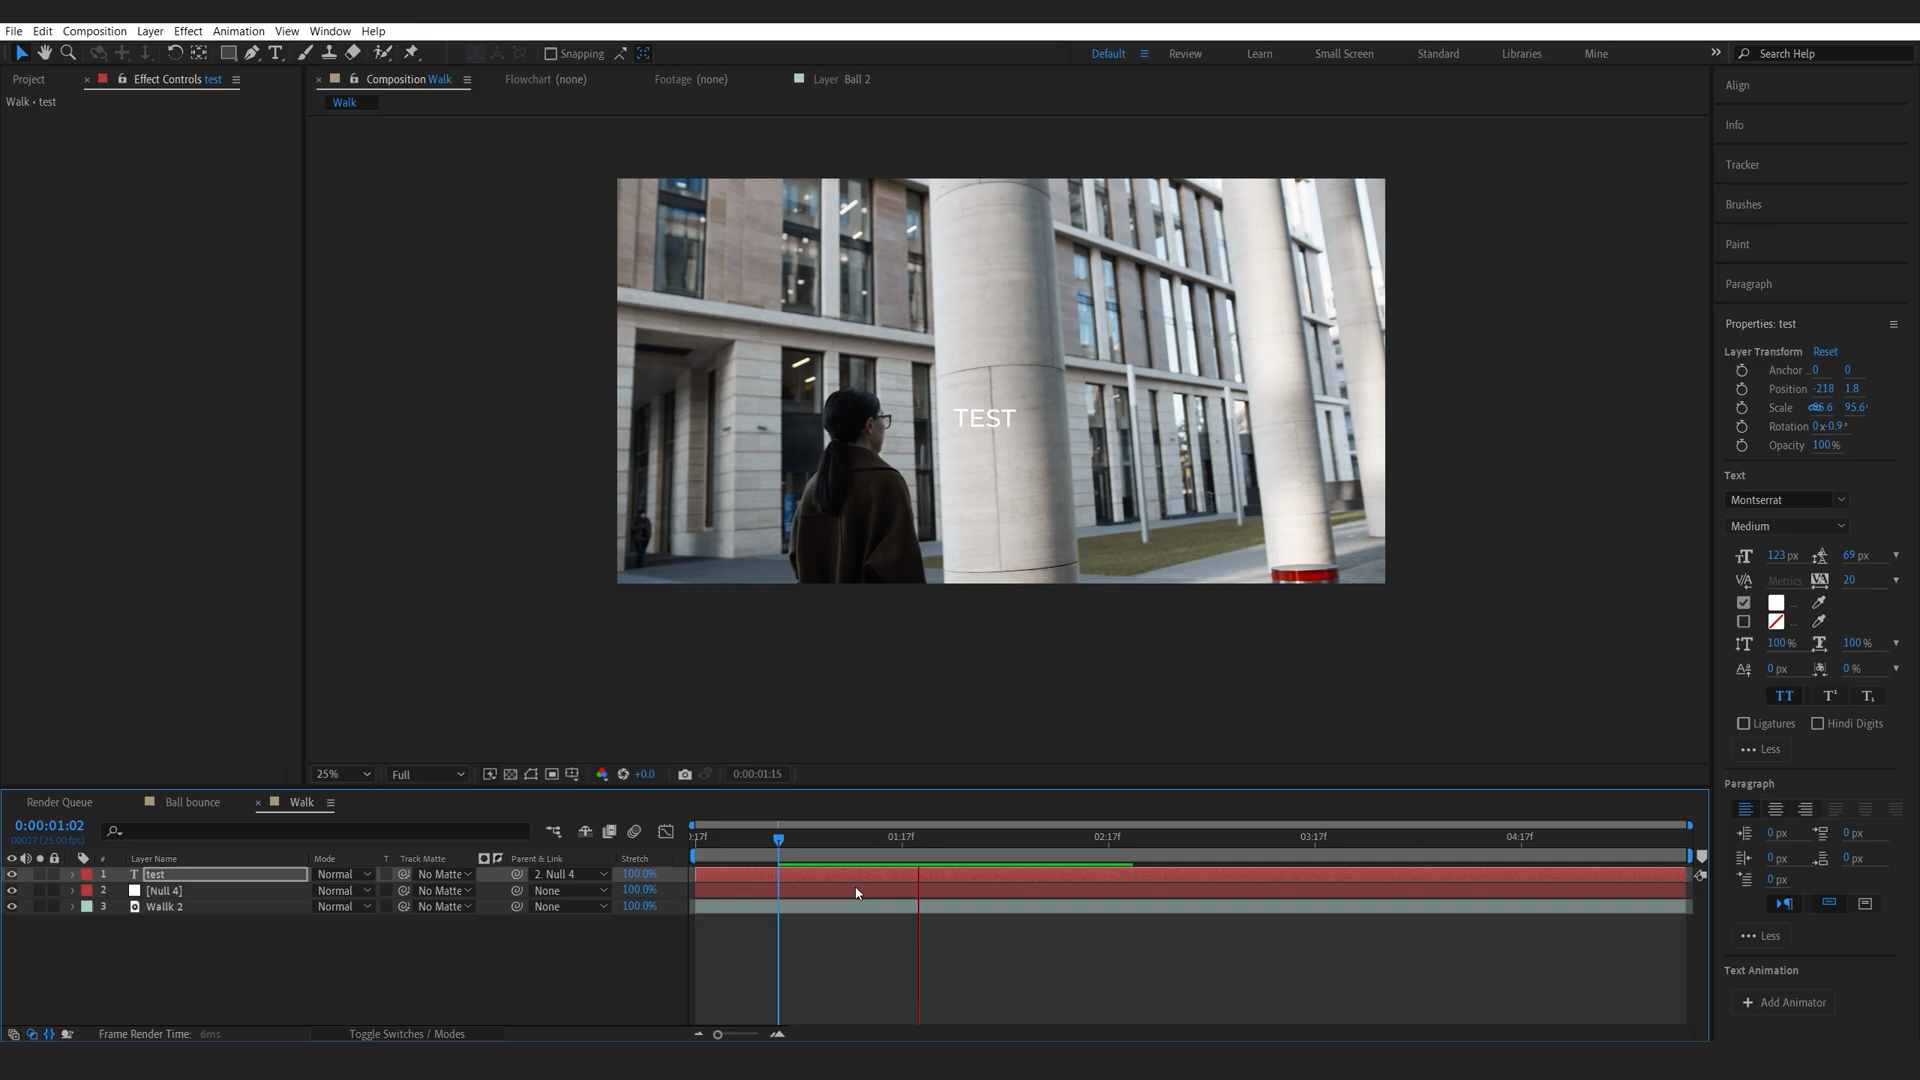 File Edit Composition Layer Effect Animation View Window Help
Snapping Default Review Learn Small Screen Standard Libraries Mine Search Help
Project Effect Controls test Composition Walk Flowchart (none) Footage (none) Layer Ball 2
Walk • test
Walk
TEST
25% Full +0.0 0:00:01:15
Align
Info
Tracker
Brushes
Paint
Paragraph
Properties: test
Layer Transform Reset
Anchor ... 0 0
Position -218 1.8
Scale 95.6
Rotation 0x-0.9°
Opacity 100%
Text
Montserrat
Medium
123 px 69 px
Metrics 20
100 % 100 %
0 px 0 %
TT T¹ T₁
Ligatures Hindi Digits
••• Less
Paragraph
0 px 0 px
0 px 0 px
0 px
••• Less
Text Animation
Add Animator
Render Queue Ball bounce Walk
0:00:01:02
00027 (25.00 fps)
:17f 01:17f 02:17f 03:17f 04:17f
# Layer Name Mode T Track Matte Parent & Link Stretch
1 T test Normal No Matte 2. Null 4 100.0%
2 [Null 4] Normal No Matte None 100.0%
3 Wallk 2 Normal No Matte None 100.0%
Frame Render Time: 6ms Toggle Switches / Modes